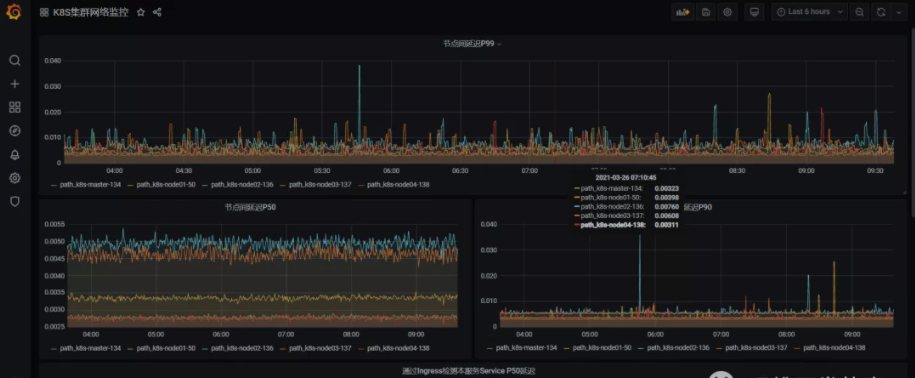 K8S集群网络监控
Last 6 hours
节点间延迟P99
0.040
0.030
0.020
0.010
0
04:00 04:30 05:00 05:30 06:00 06:30 07:00 08:30 09:00 09:30
path_k8s-master-134 path_k8s-node01-50 path_k8s-node02-136 path_k8s-node03-137 path_k8s-node04-138
2021-03-26 07:10:45
path_k8s-master-134: 0.00323
path_k8s-node01-50: 0.00398
path_k8s-node02-136: 0.00760
path_k8s-node03-137: 0.00608
path_k8s-node04-138: 0.00311
节点间延迟P50
0.0055
0.0050
0.0045
0.0040
0.0035
0.0030
0.0025
04:00 05:00 06:00 07:00 08:00 09:00
path_k8s-master-134 path_k8s-node01-50 path_k8s-node02-136 path_k8s-node03-137 path_k8s-node04-138
延迟P90
0.040
0.030
0.020
0.010
0
04:00 05:00 06:00 07:00 08:00 09:00
path_k8s-master-134 path_k8s-node01-50 path_k8s-node02-136 path_k8s-node03-137 path_k8s-node04-138
通过Ingress检测本服务Service P50延迟